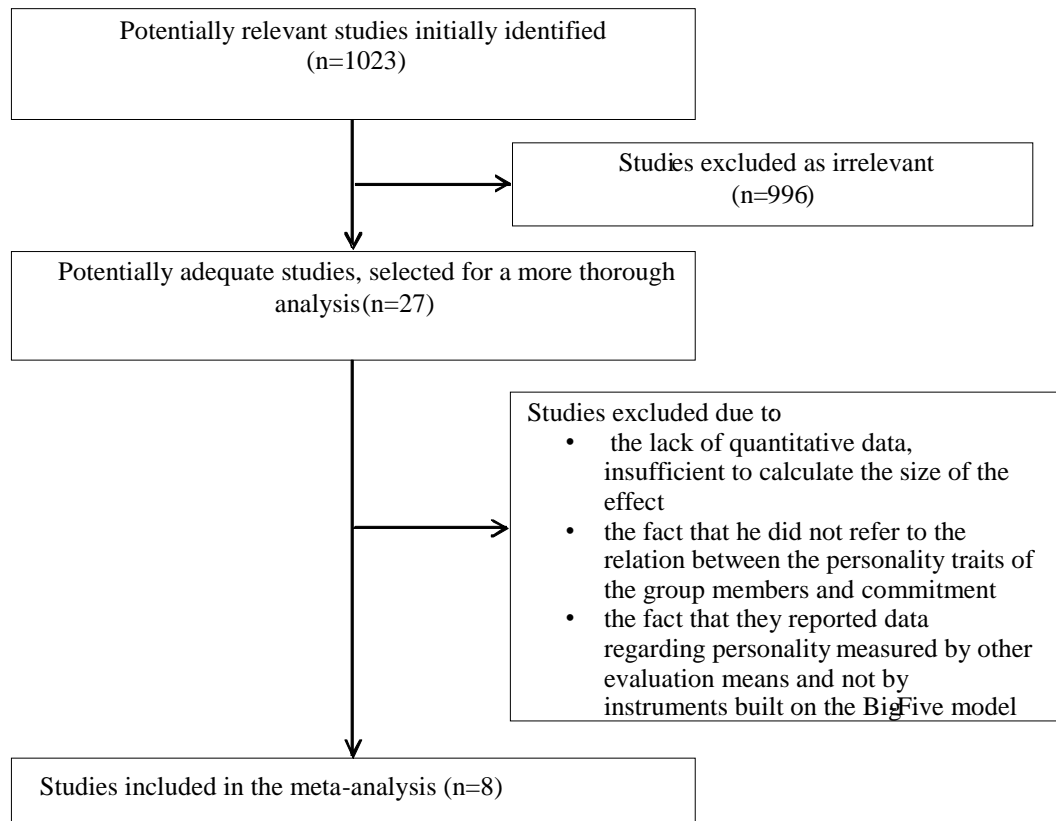 Potentially relevant studies initially identified
(n=1023)
Studies excluded as irrelevant
(n=996)
Potentially adequate studies, selected for a more thorough
analysis(n=27)
Studies excluded due to:
• the lack of quantitative data,
insufficient to calculate the size of the
effect
• the fact that he did not refer to the
relation between the personality traits of
the group members and commitment
• the fact that they reported data
regarding personality measured by other
evaluation means and not by
instruments built on the Big-Five model
Studies included in the meta-analysis (n=8)